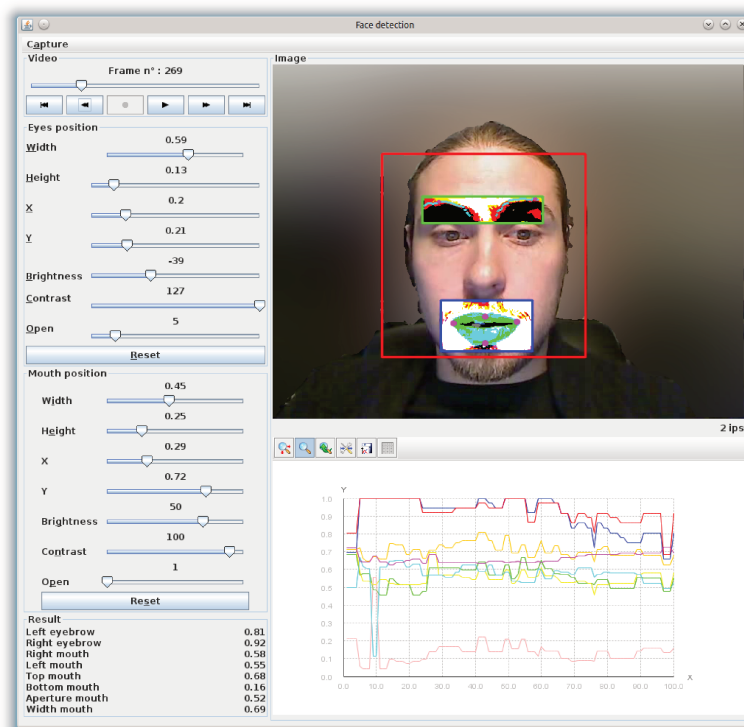 Face detection
Capture
Video
Frame n° : 269
Eyes position
Width 0.59
Height 0.13
X 0.2
Y 0.21
Brightness -39
Contrast 127
Open 5
Reset
Mouth position
Width 0.45
Height 0.25
X 0.29
Y 0.72
Brightness 50
Contrast 100
Open 1
Reset
Result
Left eyebrow 0.81
Right eyebrow 0.92
Right mouth 0.58
Left mouth 0.55
Top mouth 0.68
Bottom mouth 0.16
Aperture mouth 0.52
Width mouth 0.69
Image
2 ips
Y
1.0
0.9
0.8
0.7
0.6
0.5
0.4
0.3
0.2
0.1
0.0
0.0 10.0 20.0 30.0 40.0 50.0 60.0 70.0 80.0 90.0 100.0
X